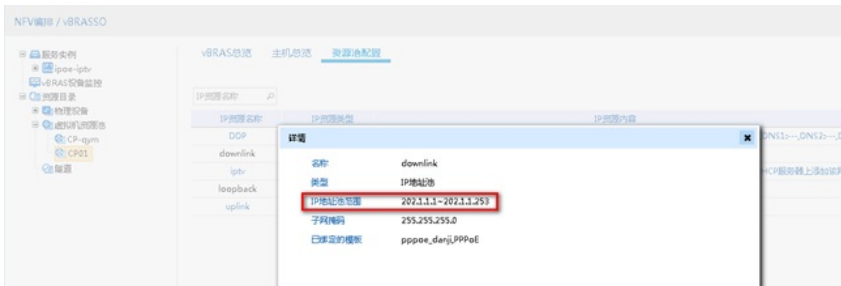 NFV编排 / vBRASSO
服务实例
ipoe-iptv
vBRAS设备监控
资源目录
物理设备
虚拟机资源池
CP-qym
CP01
隧道
vBRAS总览 主机总览 资源池配置
IP资源名称
IP资源名称 IP资源类型 IP资源内容
DDP
downlink
iptv
loopback
uplink
,DNS1:--,DNS2:--,D
详情
名称 downlink
类型 IP地址池
IP地址池范围 202.1.1.1~202.1.1.253
子网掩码 255.255.255.0
已绑定的模板 pppoe_danji,PPPoE